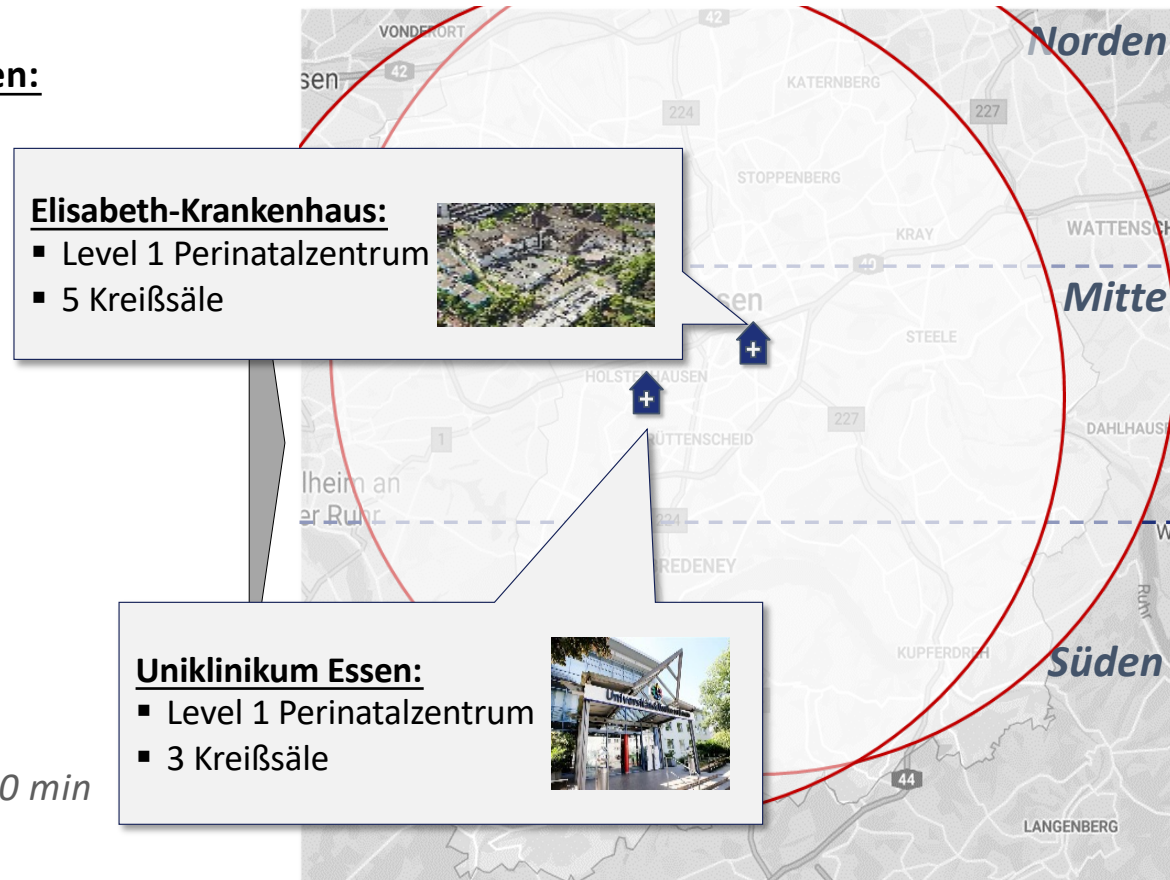 en:
Elisabeth-Krankenhaus:
▪ Level 1 Perinatalzentrum
▪ 5 Kreißsäle
Uniklinikum Essen:
▪ Level 1 Perinatalzentrum
▪ 3 Kreißsäle
0 min
Norden
Mitte
Süden
VONDERORT
42
42
sen
KATERNBERG
224
227
STOPPENBERG
KRAY
WATTENSCH
40
sen
STEELE
HOLSTERHAUSEN
227
DAHLHAUSE
1
RÜTTENSCHEID
lheim an
er Ruhr
224
W
BREDENEY
Ruhr
KUPFERDREH
44
LANGENBERG